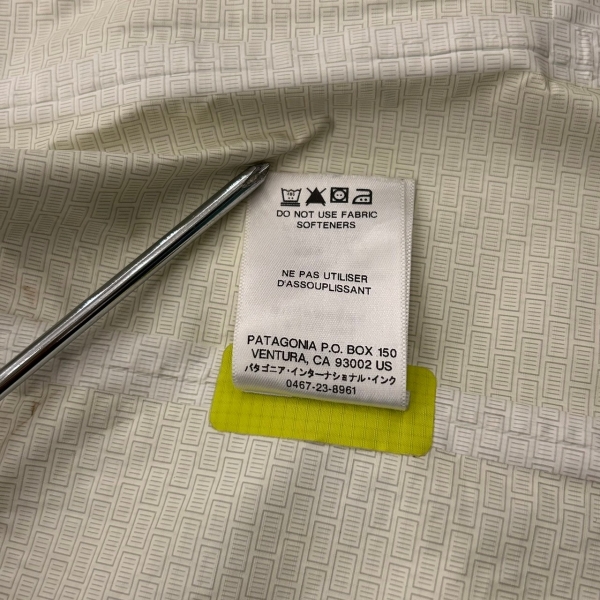 DO NOT USE FABRIC
SOFTENERS
NE PAS UTILISER
D'ASSOUPLISSANT
PATAGONIA P.O. BOX 150
VENTURA, CA 93002 US
パタゴニア・インターナショナル・インク
0467-23-8961